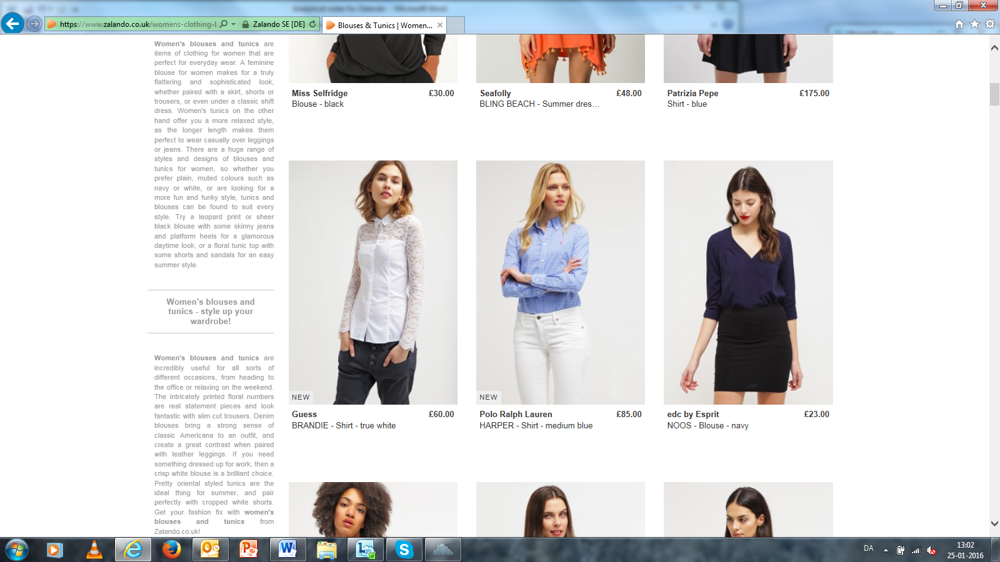 Analytical notes for Zalando - Microsoft Word
https://www.zalando.co.uk/womens-clothing-l
Zalando SE [DE]
Blouses & Tunics | Women...
Women's blouses and tunics are
items of clothing for women that are
perfect for everyday wear. A feminine
blouse for women makes for a truly
flattering and sophisticated look,
whether paired with a skirt, shorts or
trousers, or even under a classic shift
dress. Women's tunics on the other
hand offer you a more relaxed style,
as the longer length makes them
perfect to wear casually over leggings
or jeans. There are a huge range of
styles and designs of blouses and
tunics for women, so whether you
prefer plain, muted colours such as
navy or white, or are looking for a
more fun and funky style, tunics and
blouses can be found to suit every
style. Try a leopard print or sheer
black blouse with some skinny jeans
and platform heels for a glamorous
daytime look, or a floral tunic top with
some shorts and sandals for an easy
summer style.
Women's blouses and
tunics - style up your
wardrobe!
Women's blouses and tunics are
incredibly useful for all sorts of
different occasions, from heading to
the office or relaxing on the weekend.
The intricately printed floral numbers
are real statement pieces and look
fantastic with slim cut trousers. Denim
blouses bring a strong sense of
classic Americana to an outfit, and
create a great contrast when paired
with leather leggings. If you need
something dressed up for work, then a
crisp white blouse is a brilliant choice.
Pretty oriental styled tunics are the
ideal thing for summer, and pair
perfectly with cropped white shorts.
Get your fashion fix with women's
blouses and tunics from
Zalando.co.uk!
Miss Selfridge £30.00
Blouse - black
Seafolly £48.00
BLING BEACH - Summer dres...
Patrizia Pepe £175.00
Shirt - blue
NEW
Guess £60.00
BRANDIE - Shirt - true white
NEW
Polo Ralph Lauren £85.00
HARPER - Shirt - medium blue
edc by Esprit £23.00
NOOS - Blouse - navy
DA
13:02
25-01-2016